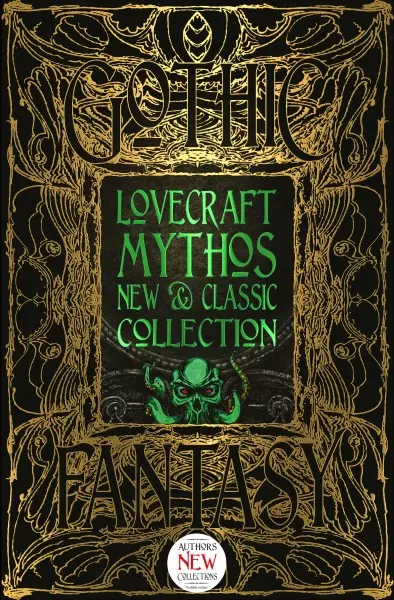 GOTHIC
LOVECRAFT
MYTHOS
NEW & CLASSIC
COLLECTION
FANTASY
AUTHORS
NEW
COLLECTIONS